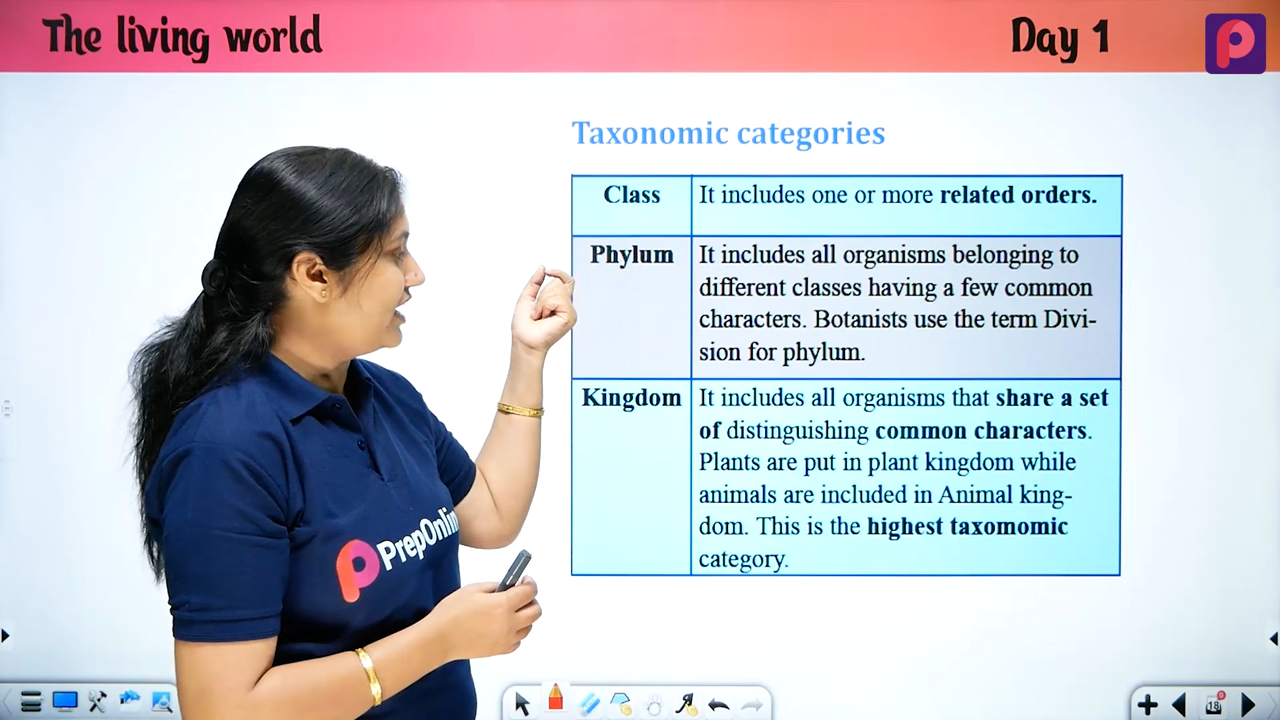 The living world
Day 1
Taxonomic categories
Class
It includes one or more related orders.
Phylum
It includes all organisms belonging to
different classes having a few common
characters. Botanists use the term Divi-
sion for phylum.
Kingdom
It includes all organisms that share a set
of distinguishing common characters.
Plants are put in plant kingdom while
animals are included in Animal king-
dom. This is the highest taxomomic
category.
PrepOnlin
18
9